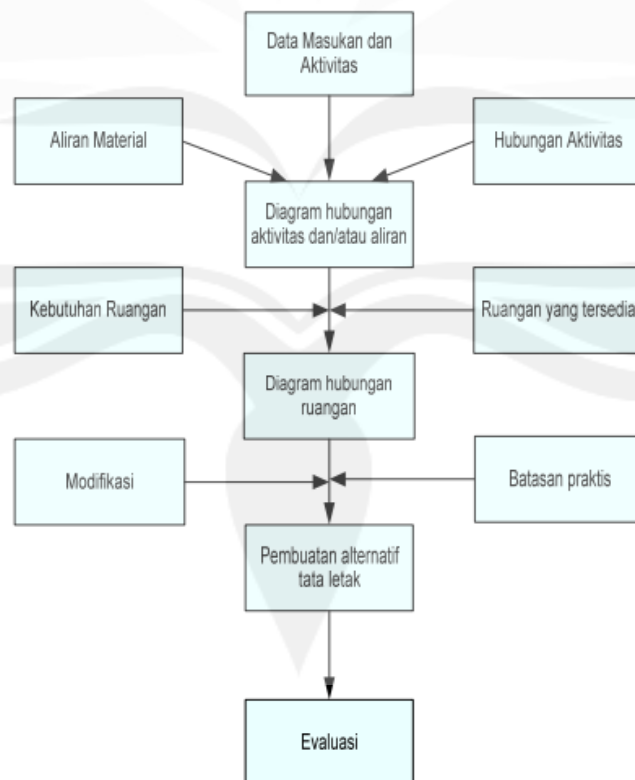 Data Masukan dan
Aktivitas
Aliran Material
Hubungan Aktivitas
Diagram hubungan
aktivitas dan/atau aliran
Kebutuhan Ruangan
Ruangan yang tersedia
Diagram hubungan
ruangan
Modifikasi
Batasan praktis
Pembuatan alternatif
tata letak
Evaluasi